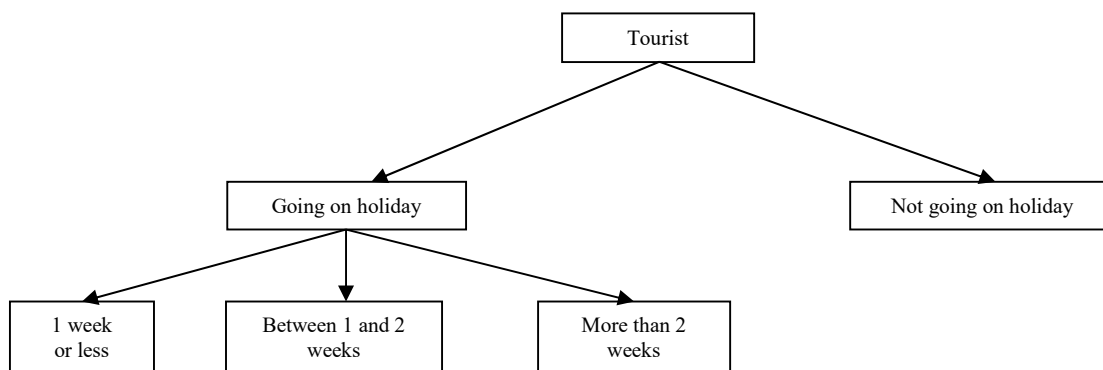 Tourist
Going on holiday
Not going on holiday
1 week
or less
Between 1 and 2
weeks
More than 2
weeks